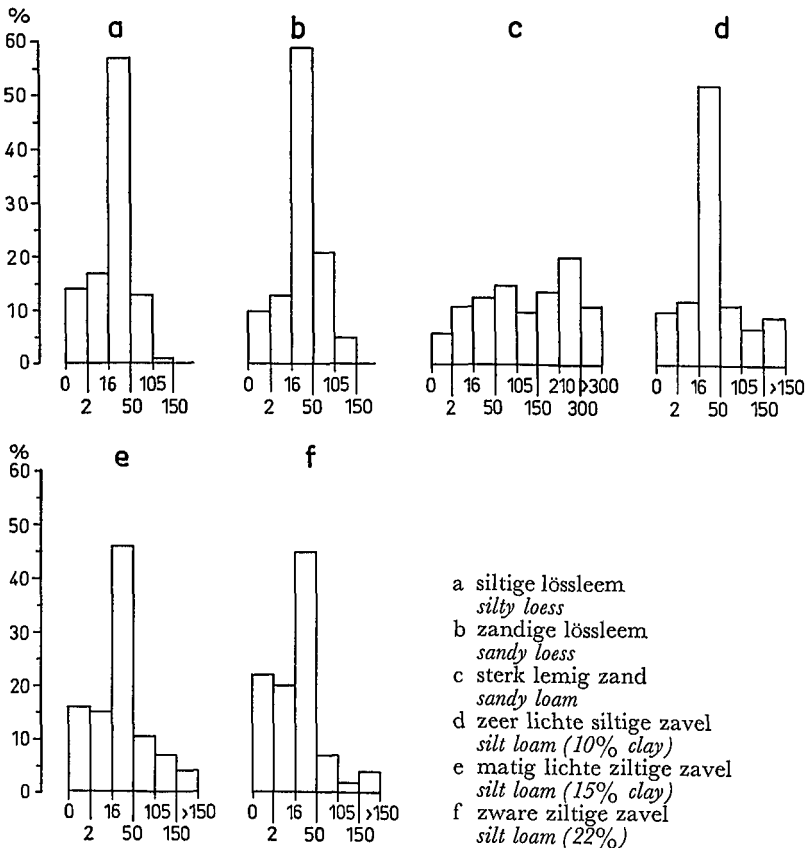 %
a b c d
60
50
40
30
20
10
0
0 16 105
2 50 150
0 16 105
2 50 150
0 16 105 210 >300
2 50 150 300
0 16 105 >150
2 50 150
%
e f
60
50
40
30
20
10
0
0 16 105 >150
2 50 150
0 16 105 >150
2 50 150
a siltige lössleem
silty loess
b zandige lössleem
sandy loess
c sterk lemig zand
sandy loam
d zeer lichte siltige zavel
silt loam (10% clay)
e matig lichte ziltige zavel
silt loam (15% clay)
f zware ziltige zavel
silt loam (22%)